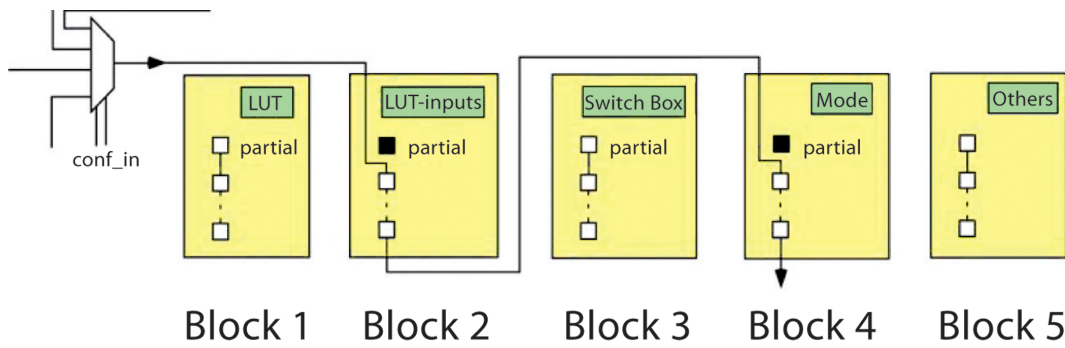 LUT
LUT-inputs
Switch Box
Mode
Others
conf_in
partial
partial
partial
partial
Block 1
Block 2
Block 3
Block 4
Block 5